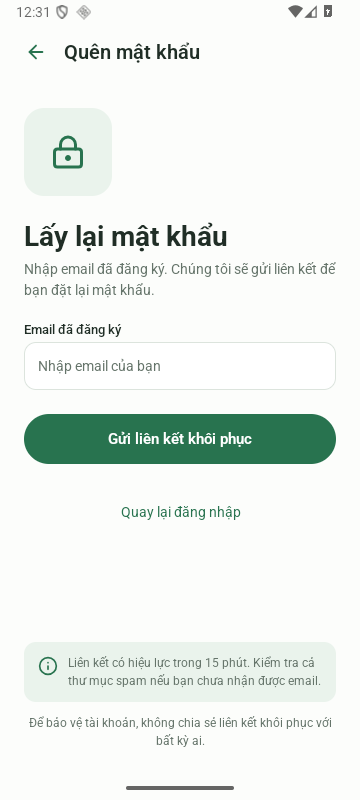 12:31
Quên mật khẩu
Lấy lại mật khẩu
Nhập email đã đăng ký. Chúng tôi sẽ gửi liên kết để
bạn đặt lại mật khẩu.
Email đã đăng ký
Nhập email của bạn
Gửi liên kết khôi phục
Quay lại đăng nhập
Liên kết có hiệu lực trong 15 phút. Kiểm tra cả
thư mục spam nếu bạn chưa nhận được email.
Để bảo vệ tài khoản, không chia sẻ liên kết khôi phục với
bất kỳ ai.